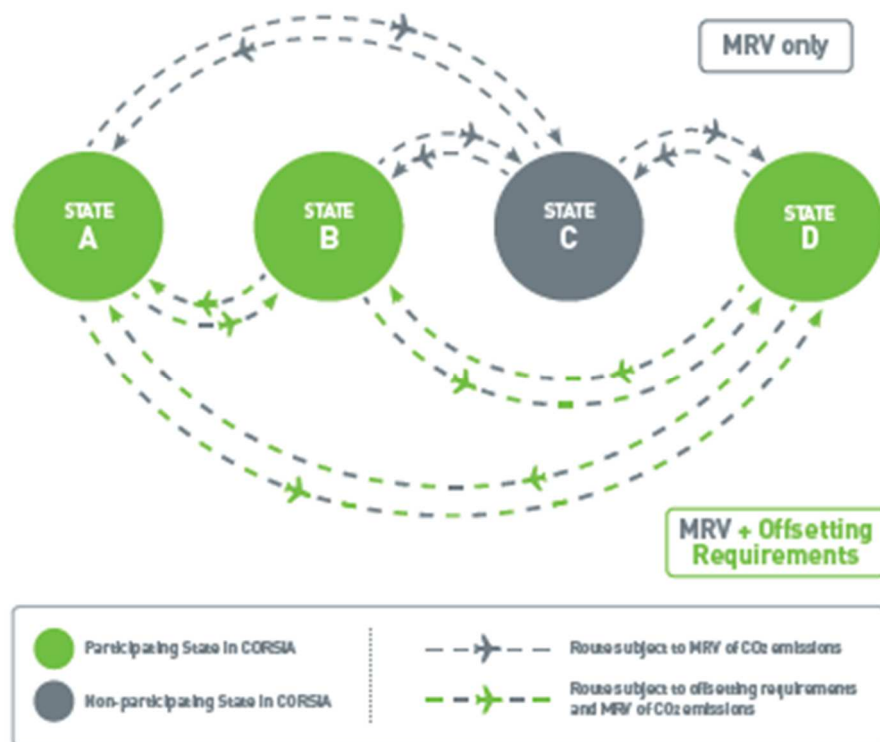 MRV only
STATE
A
STATE
B
STATE
C
STATE
D
MRV + Offsetting
Requirements
Participating State in CORSIA
Non-participating State in CORSIA
Route subject to MRV of CO₂ emissions
Route subject to offsetting requirements
and MRV of CO₂ emissions